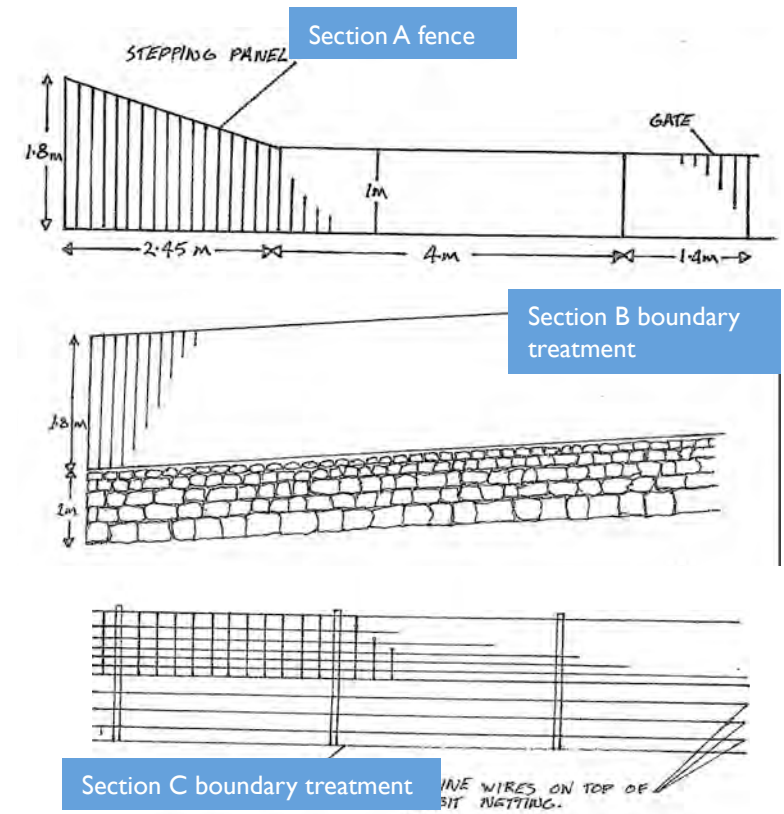 Section A fence
STEPPING PANEL
GATE
1.8m
1m
2.45 m
4m
1.4m
Section B boundary
treatment
1.8m
Section C boundary treatment
WIRES ON TOP OF
NETTING.